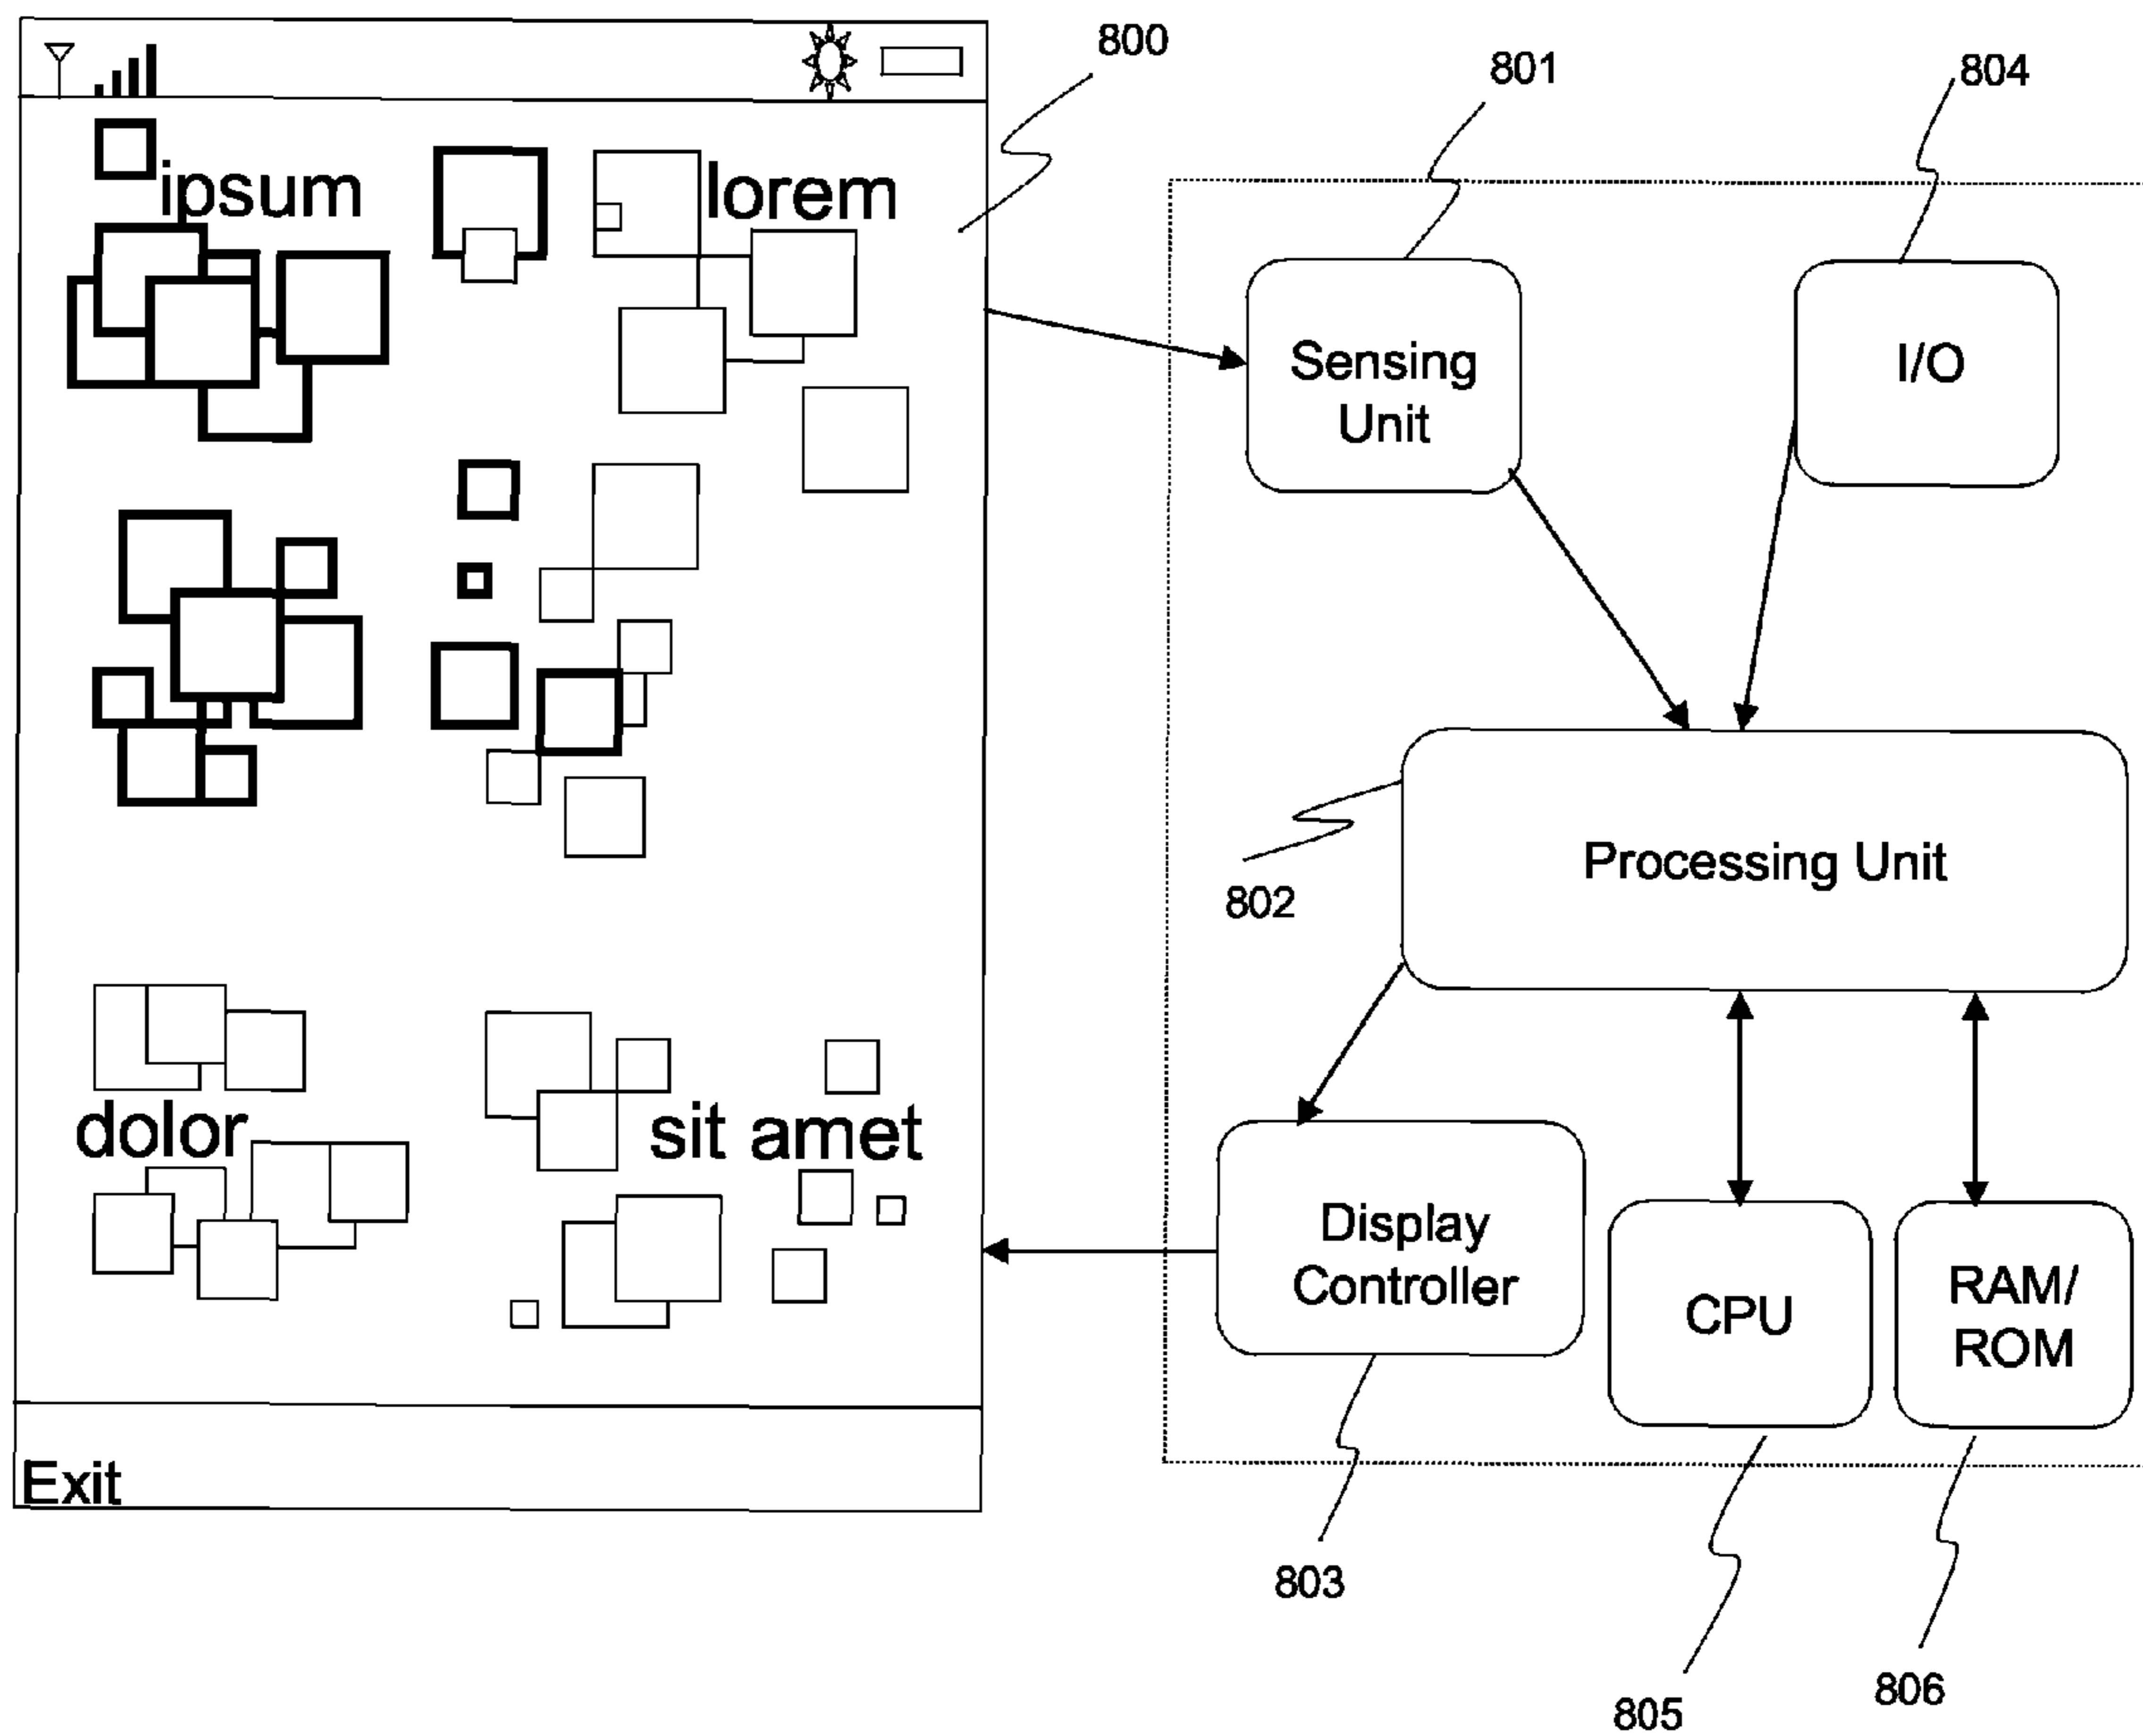 800
801
804
ipsum
lorem
Sensing
Unit
I/O
Processing Unit
802
dolor
sit amet
Display
Controller
CPU
RAM/
ROM
Exit
803
805
806